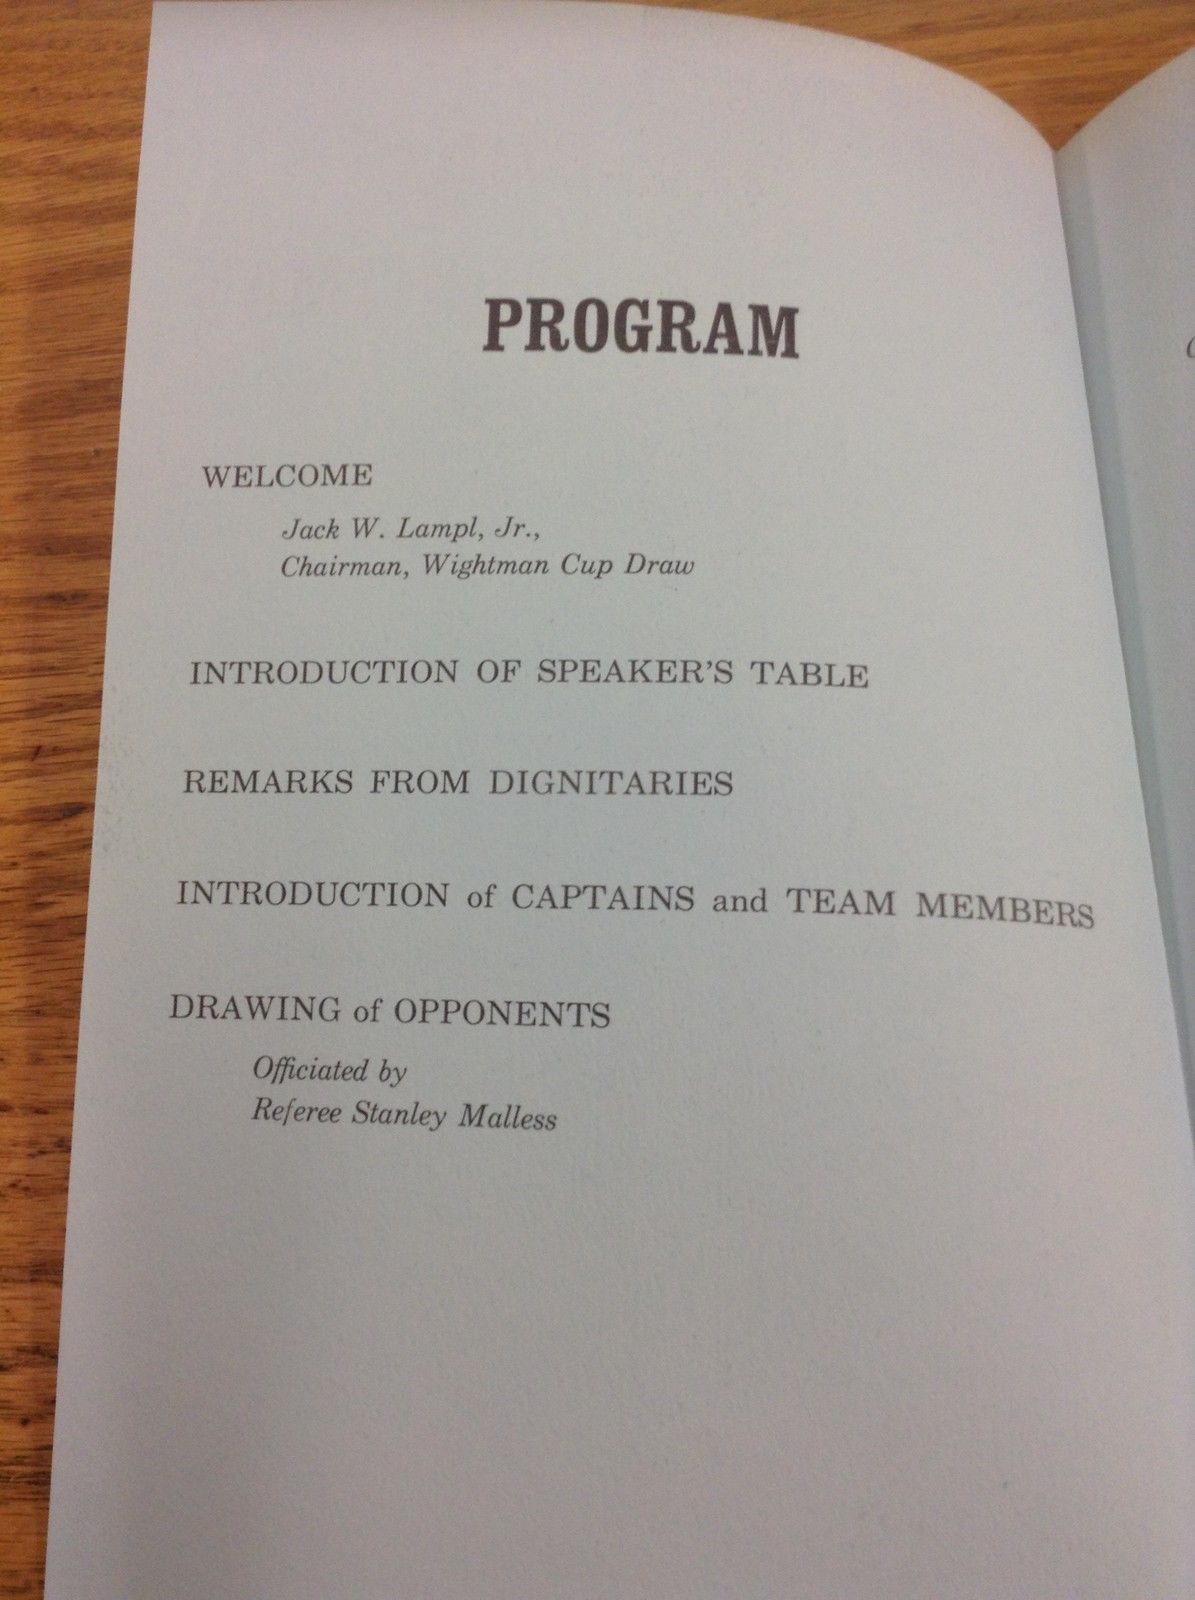 PROGRAM
WELCOME
Jack W. Lampl, Jr.,
Chairman, Wightman Cup Draw
INTRODUCTION OF SPEAKER'S TABLE
REMARKS FROM DIGNITARIES
INTRODUCTION of CAPTAINS and TEAM MEMBERS
DRAWING of OPPONENTS
Officiated by
Referee Stanley Malless